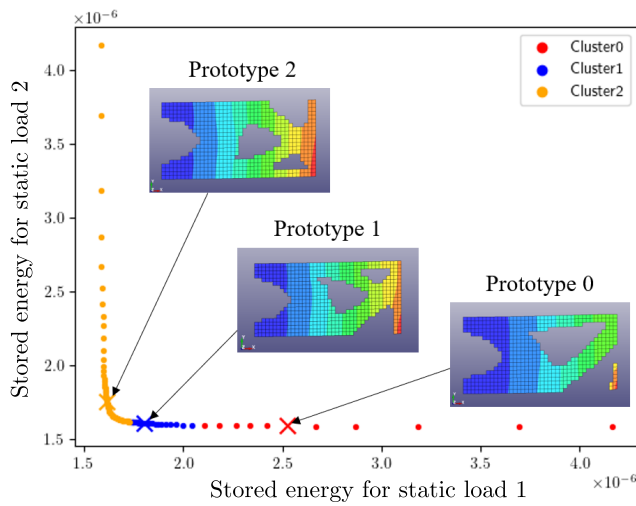 ×10⁻⁶
Stored energy for static load 2
4.0
3.5
3.0
2.5
2.0
1.5
Cluster0
Cluster1
Cluster2
Prototype 2
Prototype 1
Prototype 0
1.5
2.0
2.5
3.0
3.5
4.0
×10⁻⁶
Stored energy for static load 1